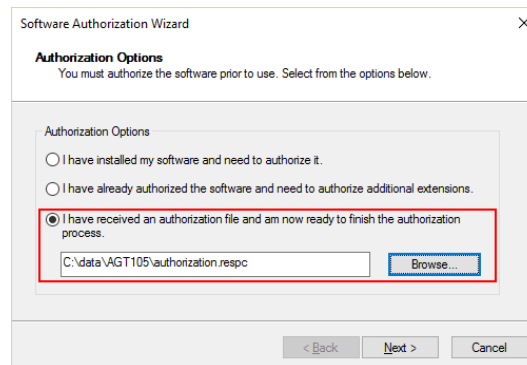 Software Authorization Wizard
Authorization Options
You must authorize the software prior to use. Select from the options below.
Authorization Options
I have installed my software and need to authorize it.
I have already authorized the software and need to authorize additional extensions.
I have received an authorization file and am now ready to finish the authorization
process.
C:\data\AGT105\authorization.respc
Browse...
< Back Next > Cancel